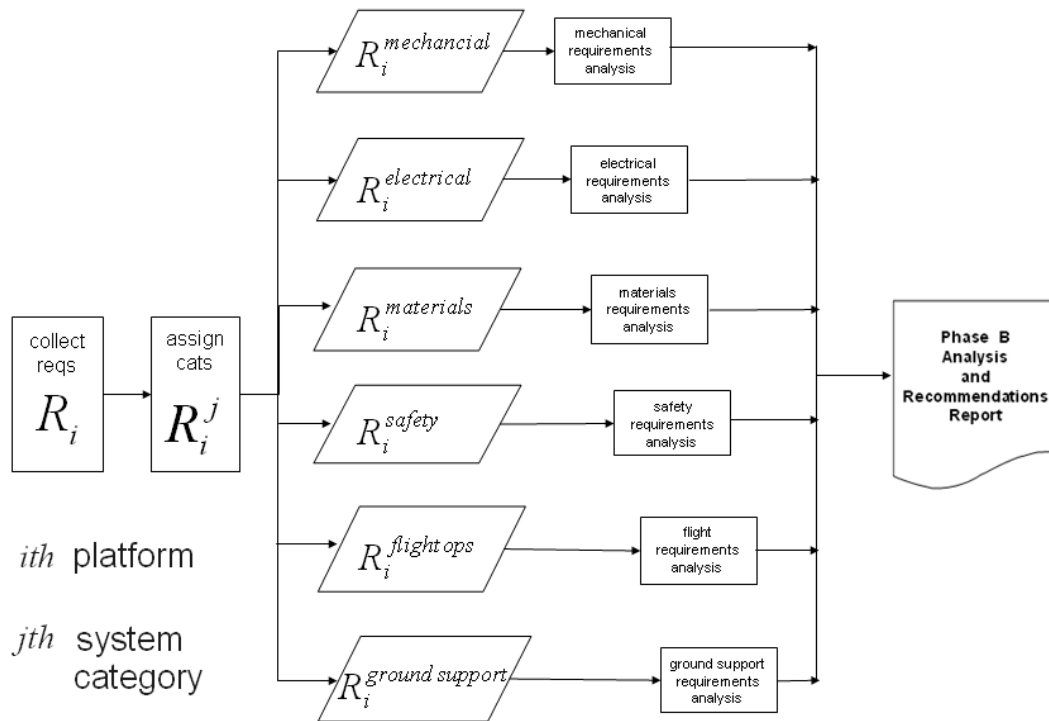 collect
reqs
R_i
assign
cats
R_i^j
R_i^mechancial
mechanical
requirements
analysis
R_i^electrical
electrical
requirements
analysis
R_i^materials
materials
requirements
analysis
R_i^safety
safety
requirements
analysis
R_i^flight ops
flight
requirements
analysis
R_i^ground support
ground support
requirements
analysis
Phase B
Analysis
and
Recommendations
Report
ith platform
jth system
category